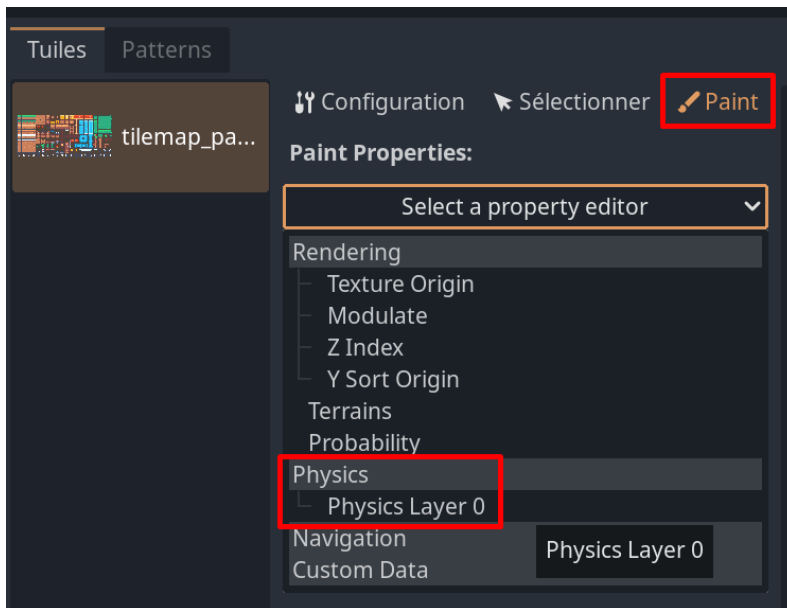 Tuiles Patterns
tilemap_pa...
Configuration Sélectionner Paint
Paint Properties:
Select a property editor
Rendering
Texture Origin
Modulate
Z Index
Y Sort Origin
Terrains
Probability
Physics
Physics Layer 0
Navigation
Physics Layer 0
Custom Data